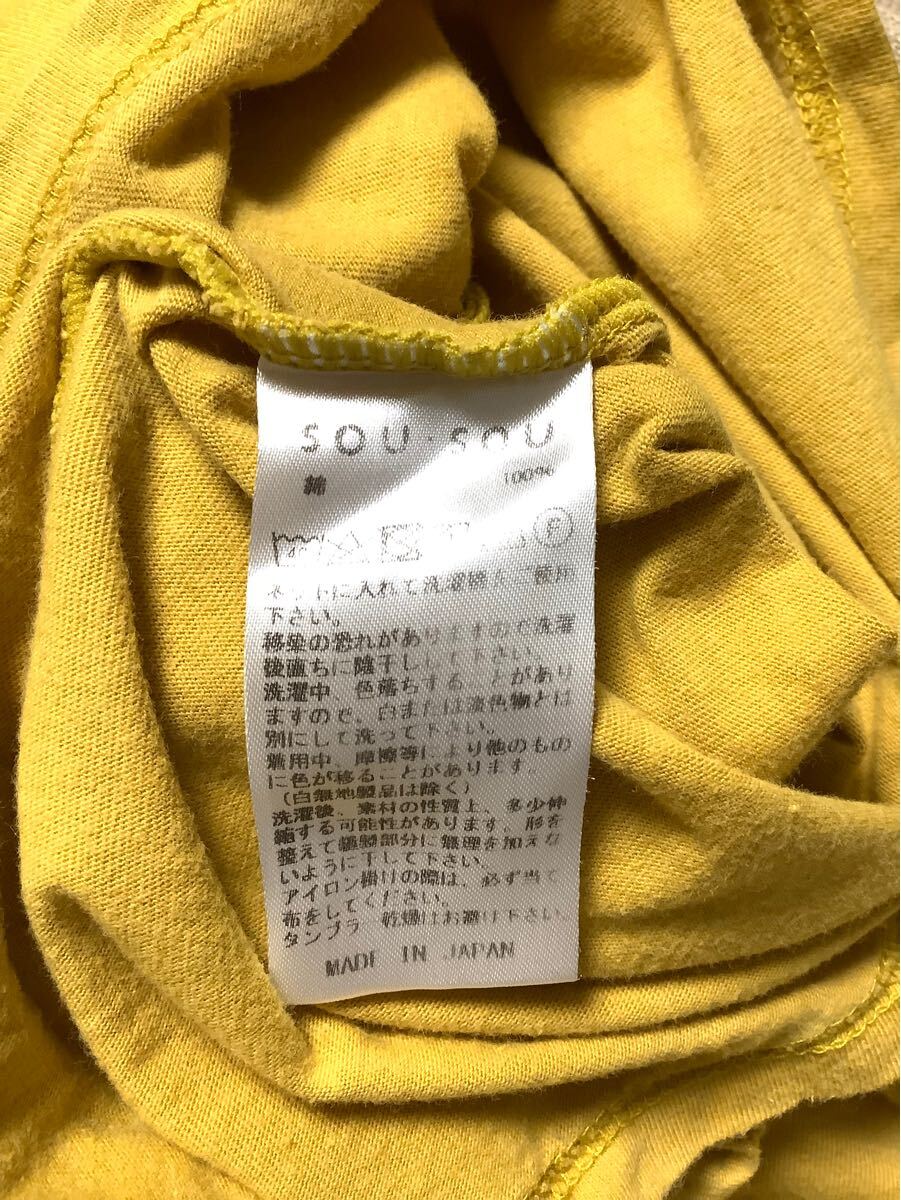 SOU・SOU
綿 100%
ネットに入れて洗濯機をご使用
下さい。
移染の恐れがありますので洗濯
後直ちに陰干しして下さい。
洗濯中、色落ちすることがあり
ますので、白または淡色物とは
別にして洗って下さい。
着用中、摩擦等により他のもの
に色が移ることがあります。
(白無地製品は除く)
洗濯後、素材の性質上、多少伸
縮する可能性があります。形を
整えて縫製部分に無理を加えな
いように干して下さい。
アイロン掛けの際は、必ず当て
布をしてください。
タンブラー乾燥はお避け下さい。
MADE IN JAPAN